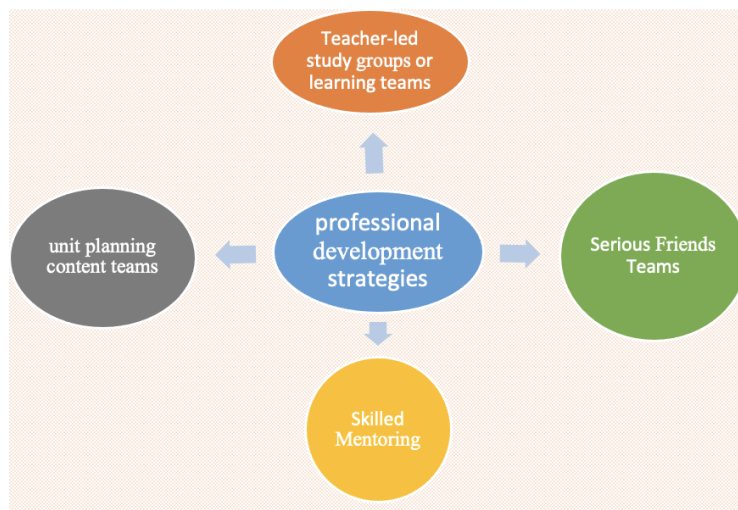 Teacher-led
study groups or
learning teams
professional
development
strategies
unit planning
content teams
Serious Friends
Teams
Skilled
Mentoring